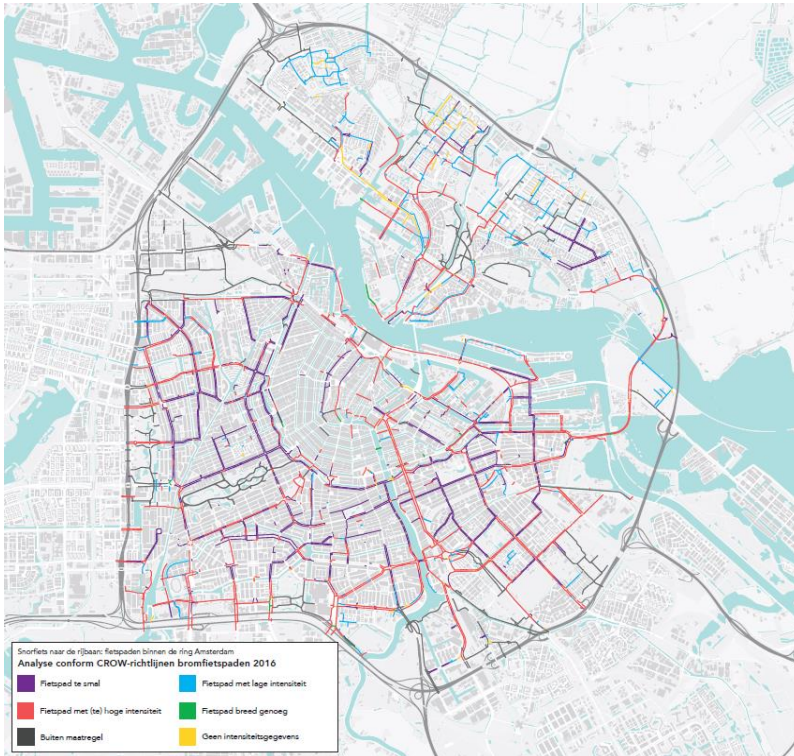 Snorfiets naar de rijbaan: fietspaden binnen de ring Amsterdam
Analyse conform CROW-richtlijnen bromfietspaden 2016
Fietspad te smal
Fietspad met lage intensiteit
Fietspad met (te) hoge intensiteit
Fietspad breed genoeg
Buiten maatregel
Geen intensiteitsgegevens